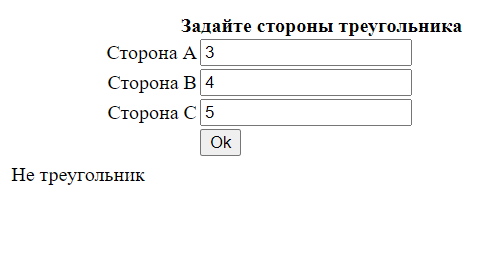 Задайте стороны треугольника
Сторона A 3
Сторона B 4
Сторона C 5
Ok
Не треугольник